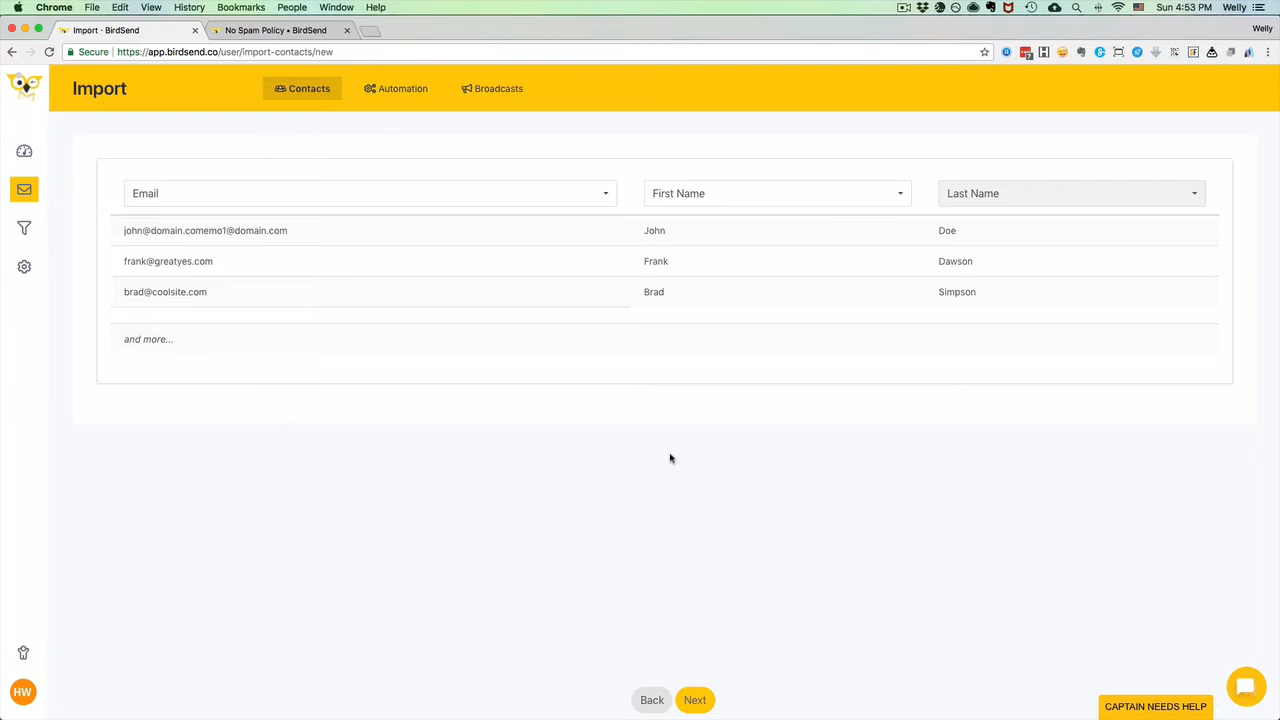 Chrome File Edit View History Bookmarks People Window Help Sun 4:53 PM Welly
Import · BirdSend No Spam Policy • BirdSend Welly
Secure https://app.birdsend.co/user/import-contacts/new
Import Contacts Automation Broadcasts
Email First Name Last Name
john@domain.comemo1@domain.com John Doe
frank@greatyes.com Frank Dawson
brad@coolsite.com Brad Simpson
and more...
HW
Back Next
CAPTAIN NEEDS HELP